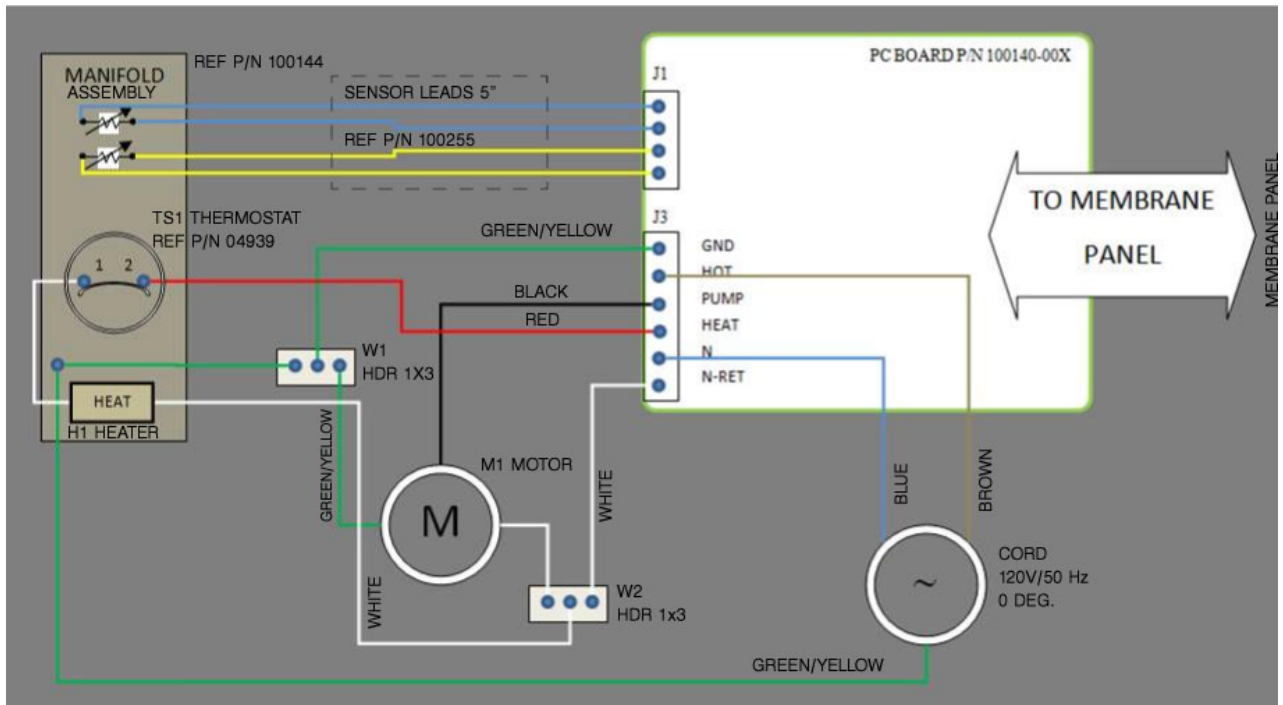 REF P/N 100144
MANIFOLD
ASSEMBLY
SENSOR LEADS 5”
REF P/N 100255
PC BOARD P/N 100140-00X
J1
TO MEMBRANE
PANEL
MEMBRANE PANEL
TS1 THERMOSTAT
REF P/N 04939
1 2
GREEN/YELLOW
BLACK
RED
J3
GND
HOT
PUMP
HEAT
N
N-RET
W1
HDR 1X3
HEAT
H1 HEATER
GREEN/YELLOW
M1 MOTOR
M
WHITE
WHITE
W2
HDR 1x3
BLUE
BROWN
CORD
120V/50 Hz
0 DEG.
~
GREEN/YELLOW